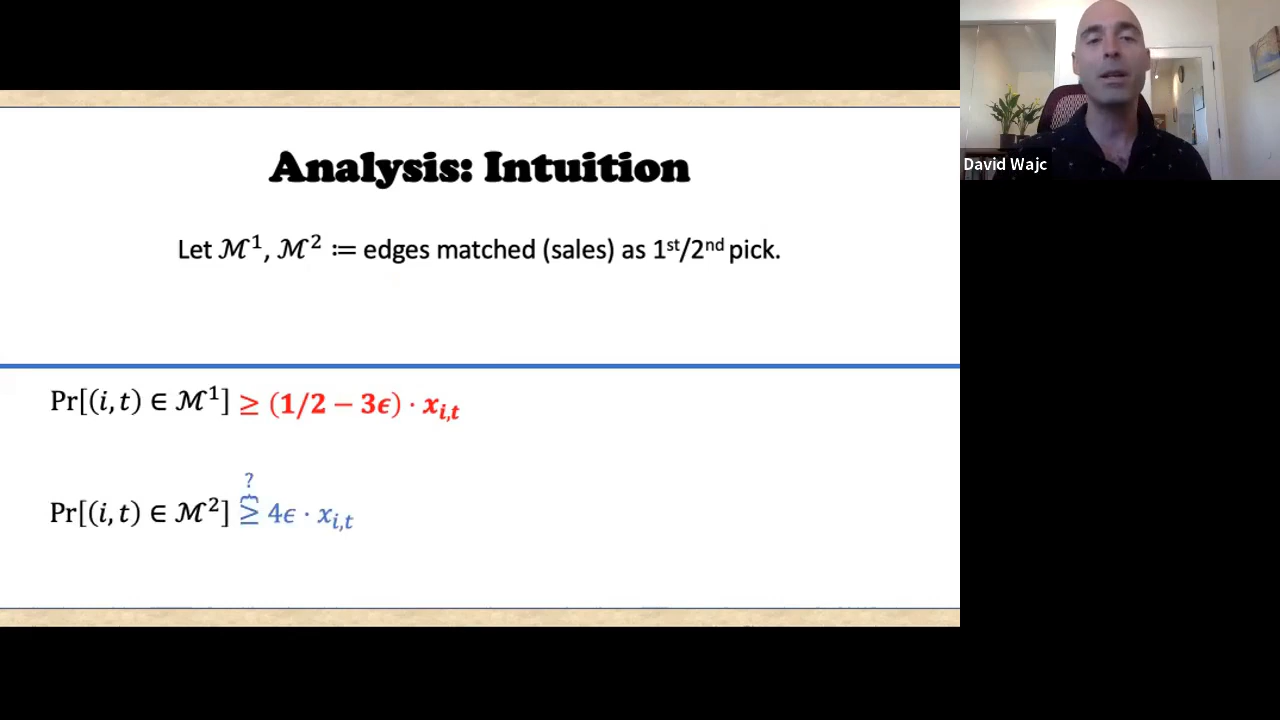 Analysis: Intuition
Let ℳ¹, ℳ² ≔ edges matched (sales) as 1st/2nd pick.
Pr[(i, t) ∈ ℳ¹] ≥ (1/2 − 3ϵ) · x_{i,t}
?
Pr[(i, t) ∈ ℳ²] ≥ 4ϵ · x_{i,t}
David Wajc